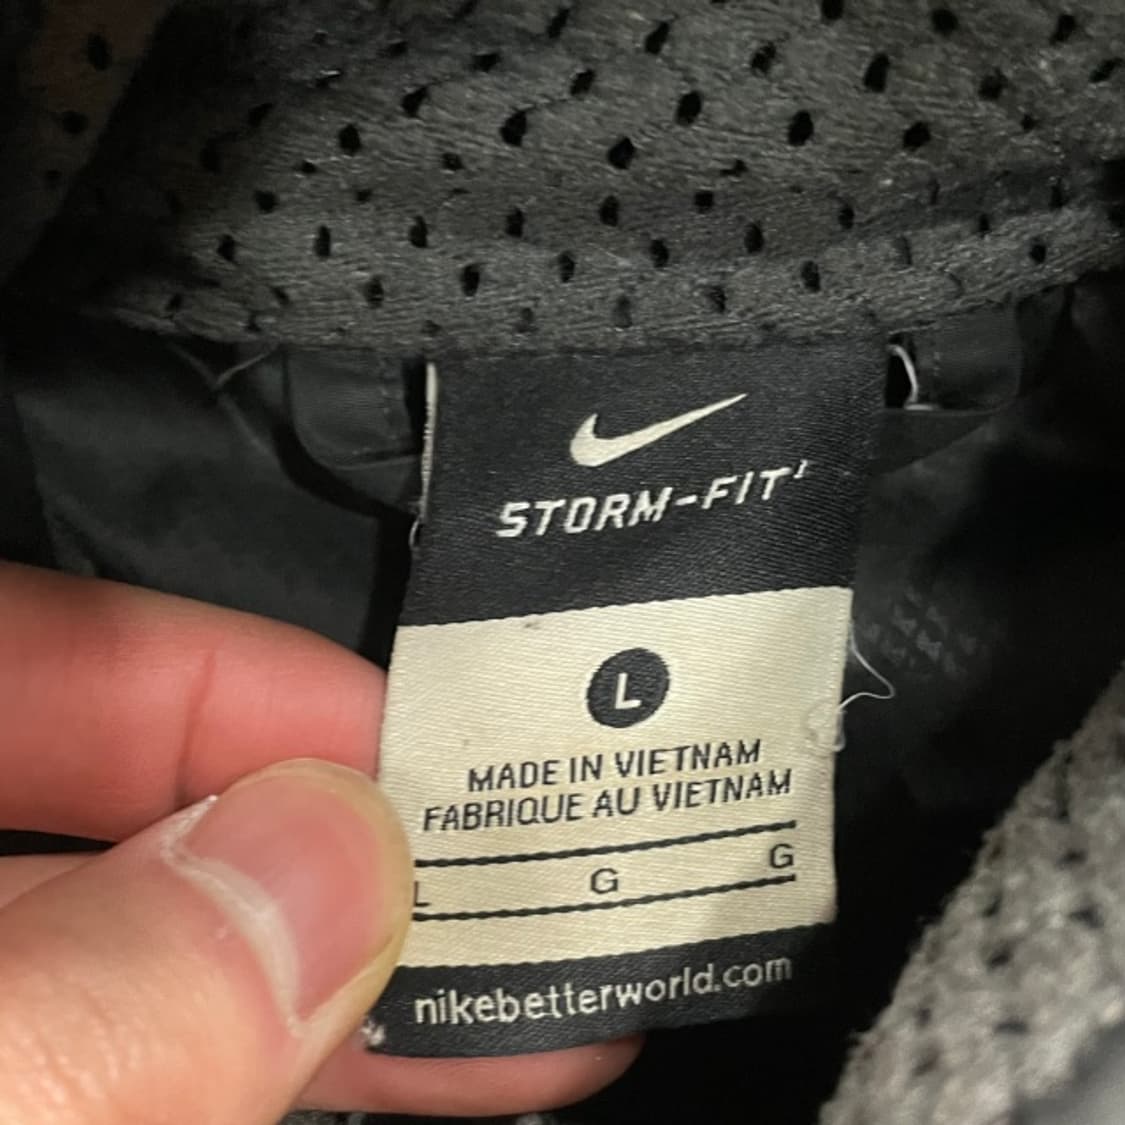 STORM-FIT
L
MADE IN VIETNAM
FABRIQUE AU VIETNAM
L G G
nikebetterworld.com